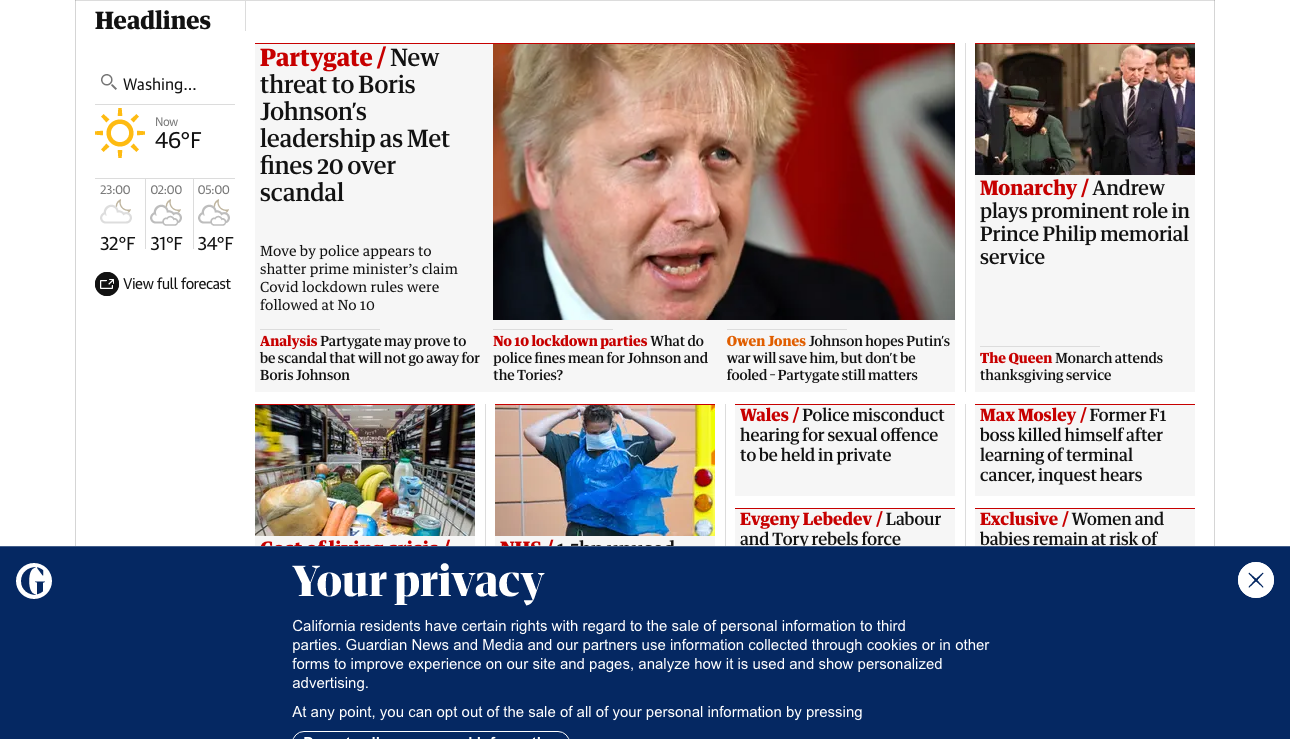 Headlines
Washing...
Now
46°F
23:00
02:00
05:00
32°F
31°F
34°F
View full forecast
Partygate / New
threat to Boris
Johnson's
leadership as Met
fines 20 over
scandal
Move by police appears to
shatter prime minister's claim
Covid lockdown rules were
followed at No 10
Analysis Partygate may prove to
be scandal that will not go away for
Boris Johnson
No 10 lockdown parties What do
police fines mean for Johnson and
the Tories?
Owen Jones Johnson hopes Putin's
war will save him, but don't be
fooled – Partygate still matters
Monarchy / Andrew
plays prominent role in
Prince Philip memorial
service
The Queen Monarch attends
thanksgiving service
Cost of living crisis /
NHS /
Wales / Police misconduct
hearing for sexual offence
to be held in private
Evgeny Lebedev / Labour
and Tory rebels force
Max Mosley / Former F1
boss killed himself after
learning of terminal
cancer, inquest hears
Exclusive / Women and
babies remain at risk of
Your privacy
California residents have certain rights with regard to the sale of personal information to third
parties. Guardian News and Media and our partners use information collected through cookies or in other
forms to improve experience on our site and pages, analyze how it is used and show personalized
advertising.
At any point, you can opt out of the sale of all of your personal information by pressing